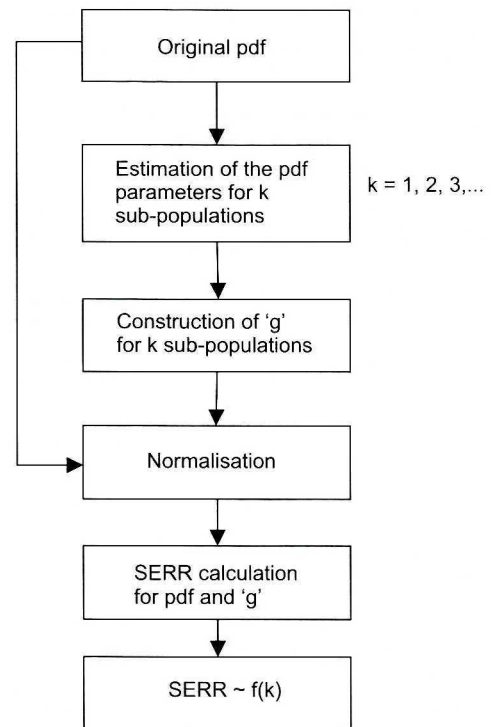 Original pdf
Estimation of the pdf
parameters for k
sub-populations
k = 1, 2, 3,...
Construction of ‘g’
for k sub-populations
Normalisation
SERR calculation
for pdf and ‘g’
SERR ~ f(k)